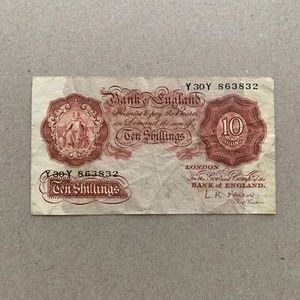 Y30Y 863832
Bank of England
Promise to pay the Bearer
on Demand the sum of
Ten Shillings
10
SHILLINGS
LONDON
For the Govr and Compa of the
BANK of ENGLAND.
Y30Y 863832
Ten Shillings
L.K. O'Brien
Chief Cashier